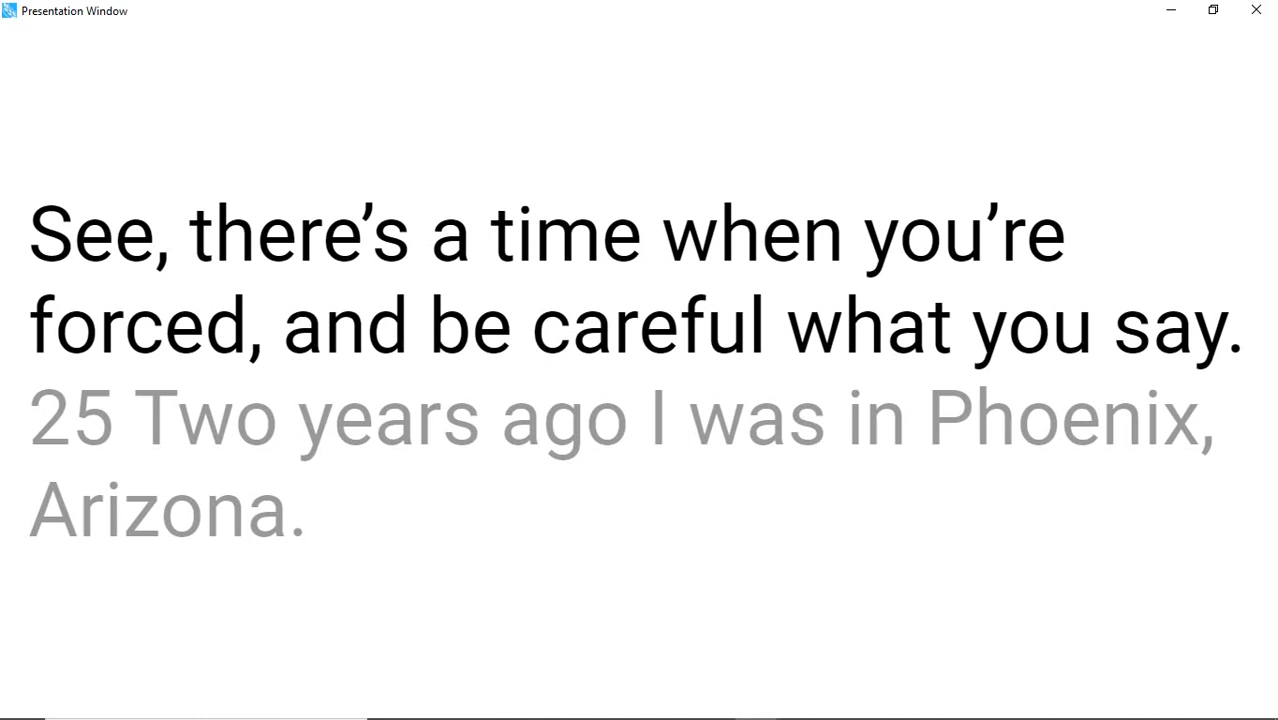 Presentation Window
See, there’s a time when you’re
forced, and be careful what you say.
25 Two years ago I was in Phoenix,
Arizona.